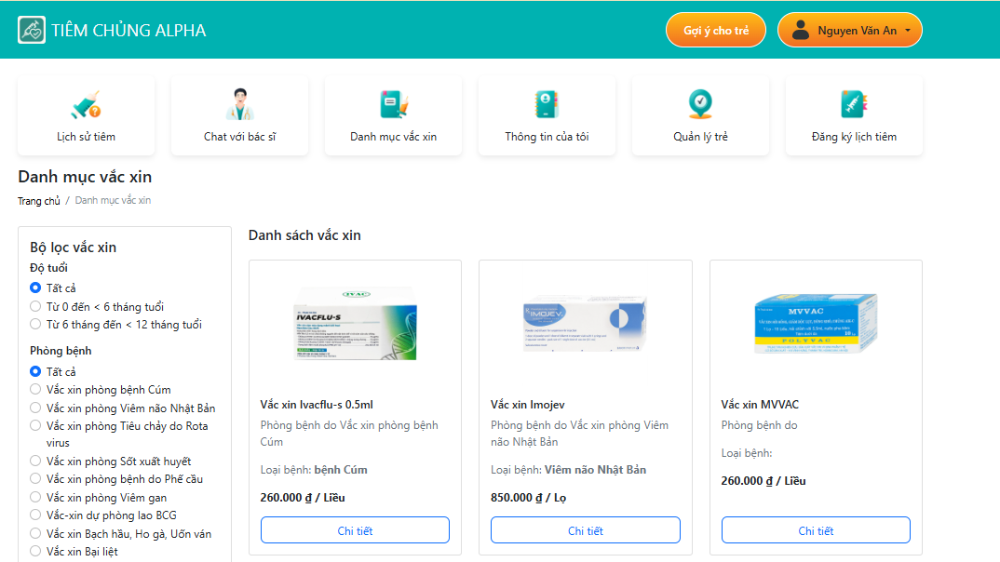 TIÊM CHỦNG ALPHA
Gợi ý cho trẻ
Nguyen Văn An
Lịch sử tiêm
Chat với bác sĩ
Danh mục vắc xin
Thông tin của tôi
Quản lý trẻ
Đăng ký lịch tiêm
Danh mục vắc xin
Trang chủ / Danh mục vắc xin
Bộ lọc vắc xin
Độ tuổi
Tất cả
Từ 0 đến < 6 tháng tuổi
Từ 6 tháng đến < 12 tháng tuổi
Phòng bệnh
Tất cả
Vắc xin phòng bệnh Cúm
Vắc xin phòng Viêm não Nhật Bản
Vắc xin phòng Tiêu chảy do Rota
virus
Vắc xin phòng Sốt xuất huyết
Vắc xin phòng bệnh do Phế cầu
Vắc xin phòng Viêm gan
Vắc-xin dự phòng lao BCG
Vắc xin Bạch hầu, Ho gà, Uốn ván
Vắc xin Bại liệt
Danh sách vắc xin
IVAC
IVACFLU-S
Vắc xin Ivacflu-s 0.5ml
Phòng bệnh do Vắc xin phòng bệnh
Cúm
Loại bệnh: bệnh Cúm
260.000 ₫ / Liều
Chi tiết
IMOJEV
Vắc xin Imojev
Phòng bệnh do Vắc xin phòng Viêm
não Nhật Bản
Loại bệnh: Viêm não Nhật Bản
850.000 ₫ / Lọ
Chi tiết
MVVAC
POLYVAC
Vắc xin MVVAC
Phòng bệnh do
Loại bệnh:
260.000 ₫ / Liều
Chi tiết